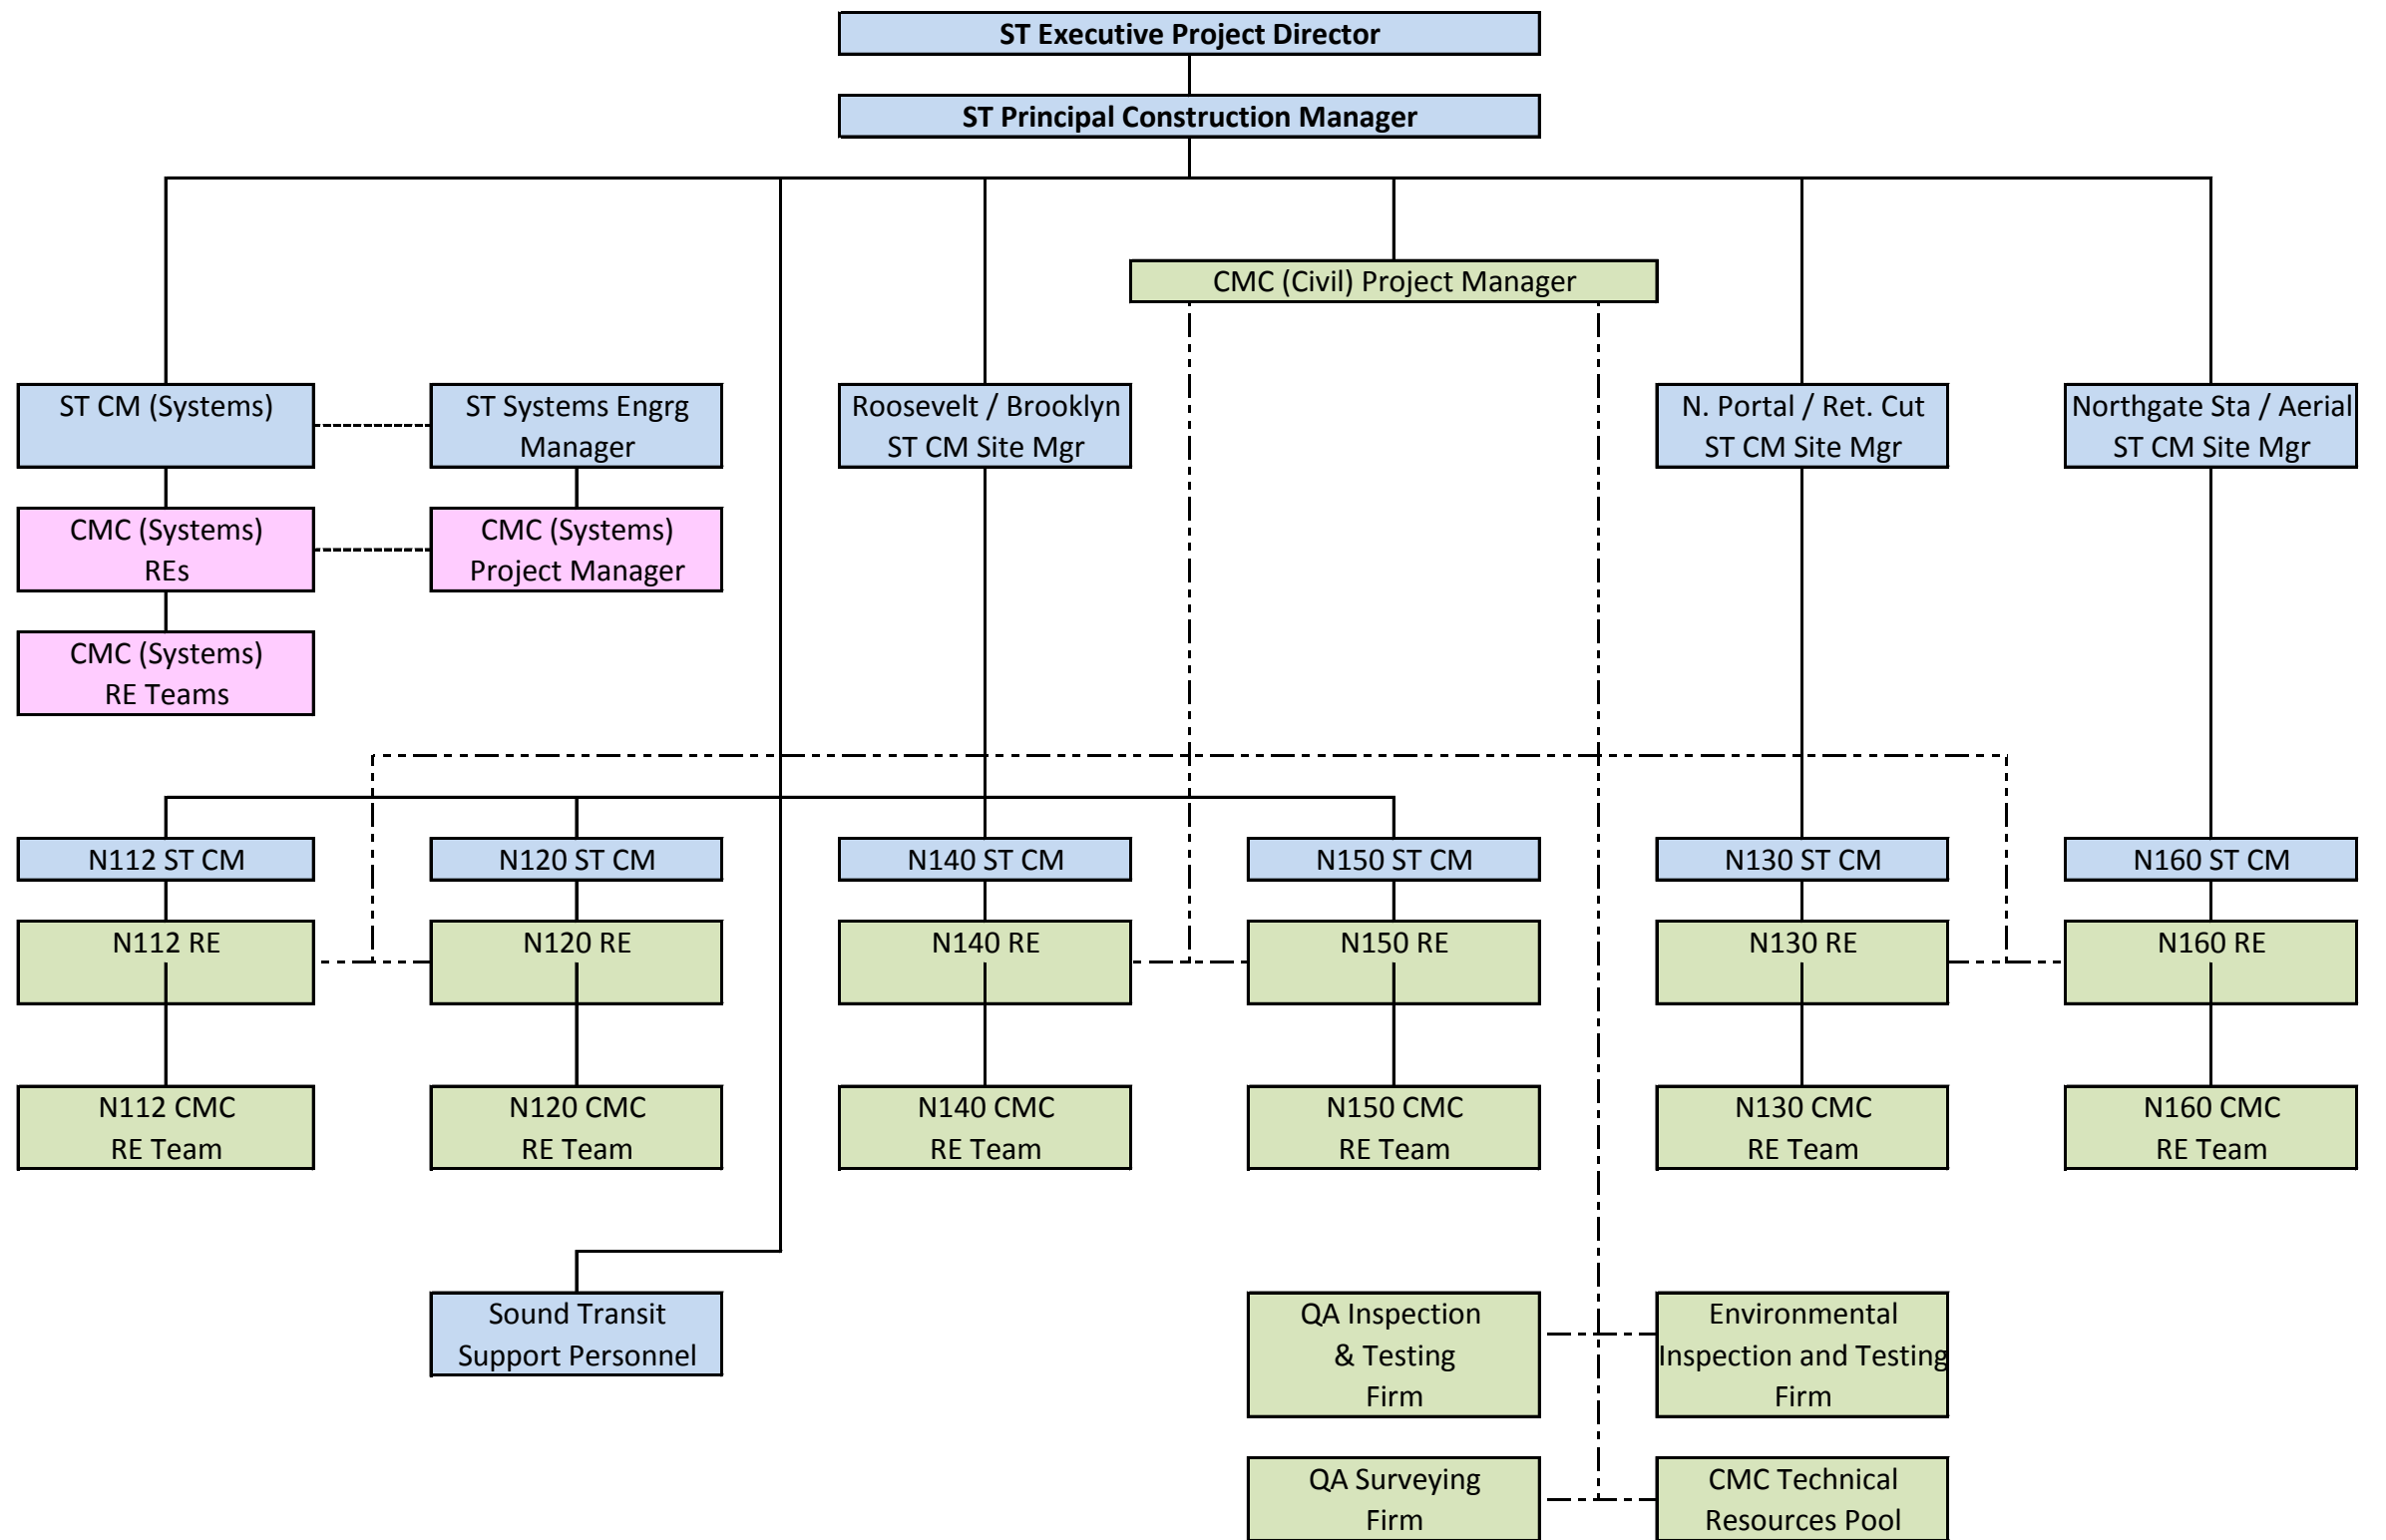 ST Executive Project Director
ST Principal Construction Manager
CMC (Civil) Project Manager
ST CM (Systems)
ST Systems Engrg
Manager
Roosevelt / Brooklyn
ST CM Site Mgr
N. Portal / Ret. Cut
ST CM Site Mgr
Northgate Sta / Aerial
ST CM Site Mgr
CMC (Systems)
REs
CMC (Systems)
Project Manager
CMC (Systems)
RE Teams
N112 ST CM
N120 ST CM
N140 ST CM
N150 ST CM
N130 ST CM
N160 ST CM
N112 RE
N120 RE
N140 RE
N150 RE
N130 RE
N160 RE
N112 CMC
RE Team
N120 CMC
RE Team
N140 CMC
RE Team
N150 CMC
RE Team
N130 CMC
RE Team
N160 CMC
RE Team
Sound Transit
Support Personnel
QA Inspection
& Testing
Firm
Environmental
Inspection and Testing
Firm
QA Surveying
Firm
CMC Technical
Resources Pool